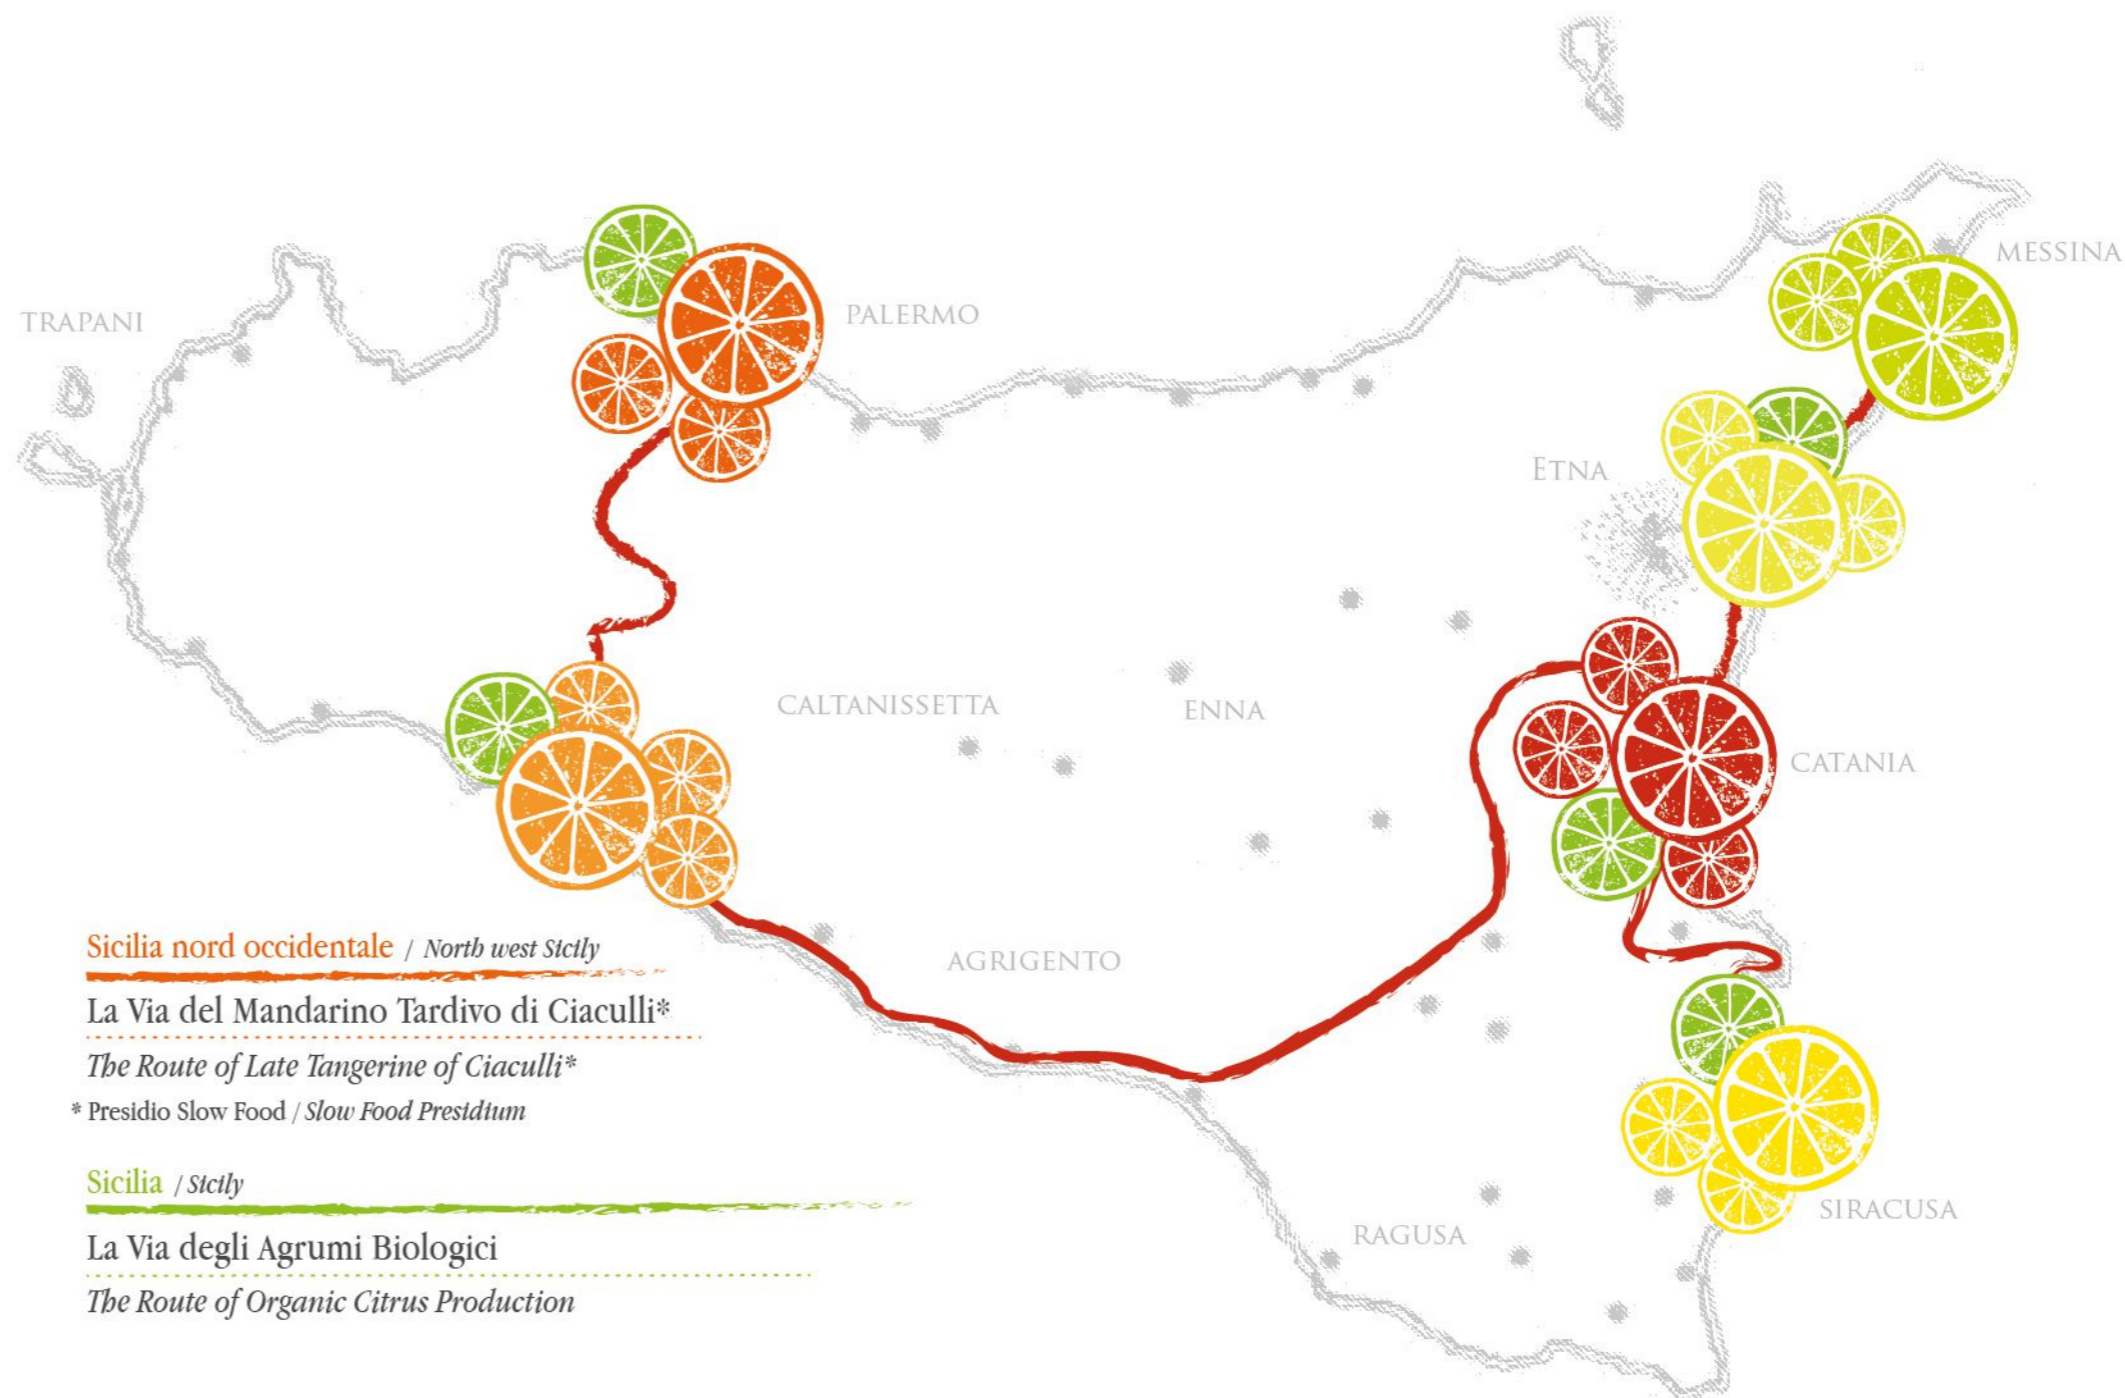 MESSINA
TRAPANI
PALERMO
ETNA
CALTANISSETTA
ENNA
CATANIA
AGRIGENTO
SIRACUSA
RAGUSA
Sicilia nord occidentale / North west Sicily
La Via del Mandarino Tardivo di Ciaculli*
The Route of Late Tangerine of Ciaculli*
* Presidio Slow Food / Slow Food Presidium
Sicilia / Sicily
La Via degli Agrumi Biologici
The Route of Organic Citrus Production